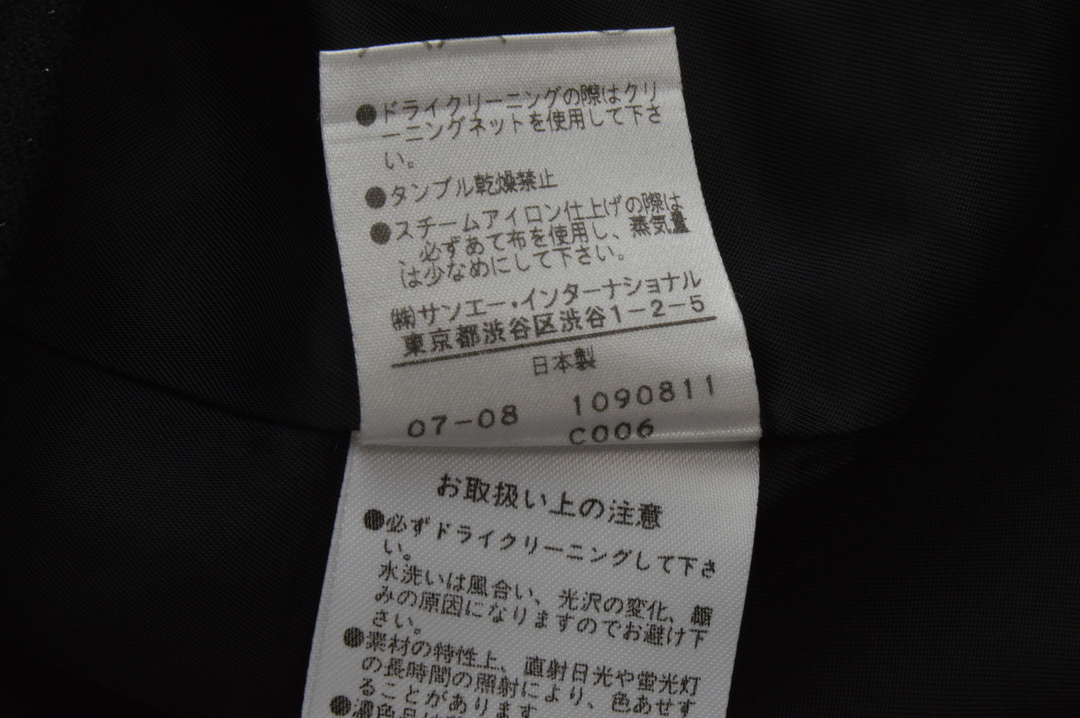 ●ドライクリーニングの際はクリ
ーニングネットを使用して下さ
い。
●タンブル乾燥禁止
●スチームアイロン仕上げの際は
必ずあて布を使用し、蒸気量
は少なめにして下さい。
㈱サンエー・インターナショナル
東京都渋谷区渋谷1-2-5
日本製
07-08 1090811
C006
お取扱い上の注意
●必ずドライクリーニングして下さ
い。
水洗いは風合い、光沢の変化、縮
みの原因になりますのでお避け下
さい。
●素材の特性上、直射日光や蛍光灯
の長時間の照射により、色あせす
ることがあります
●濃色品は